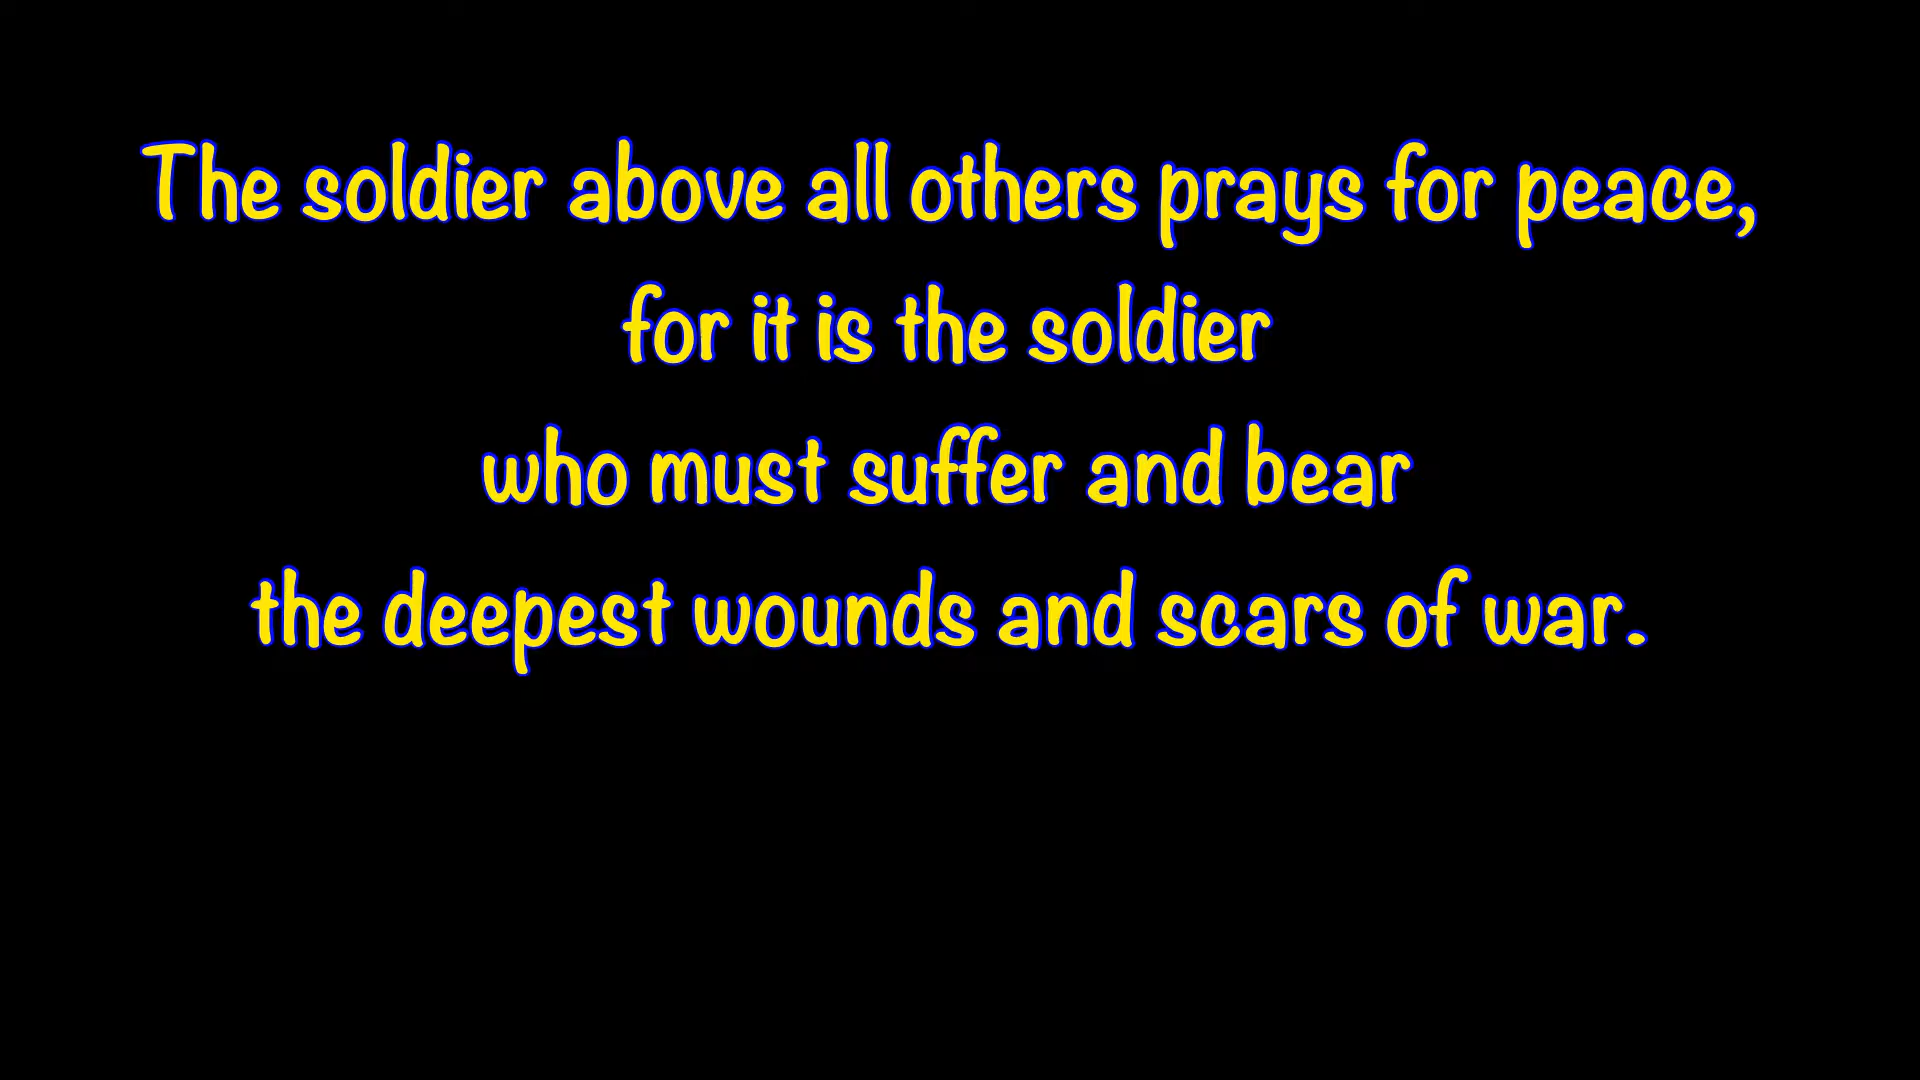 The soldier above all others prays for peace,
for it is the soldier
who must suffer and bear
the deepest wounds and scars of war.